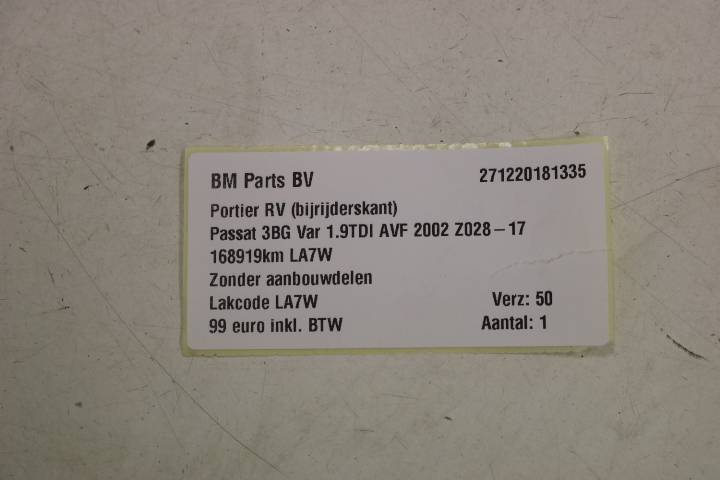 BM Parts BV 271220181335
Portier RV (bijrijderskant)
Passat 3BG Var 1.9TDI AVF 2002 Z028-17
168919km LA7W
Zonder aanbouwdelen
Lakcode LA7W Verz: 50
99 euro inkl. BTW Aantal: 1